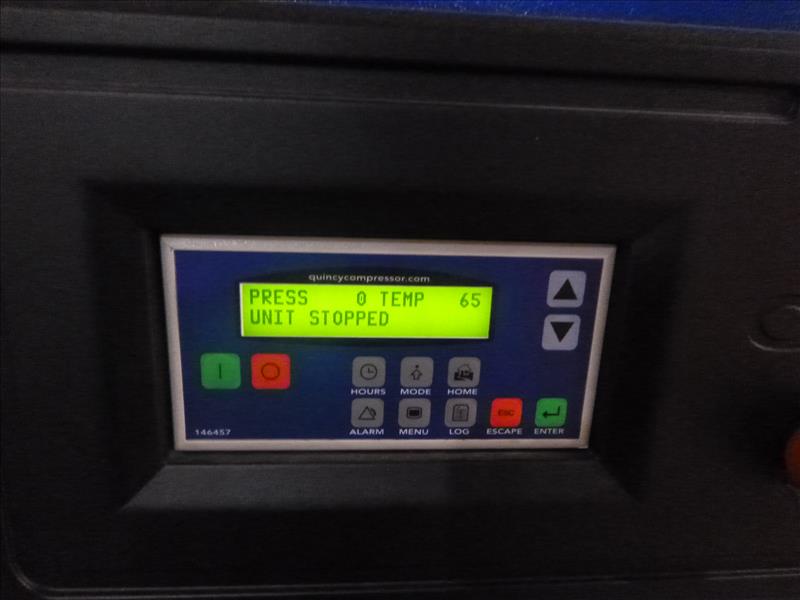 quincycompressor.com
PRESS 0 TEMP 65
UNIT STOPPED
HOURS MODE HOME
ALARM MENU LOG ESCAPE ENTER
ESC
146457